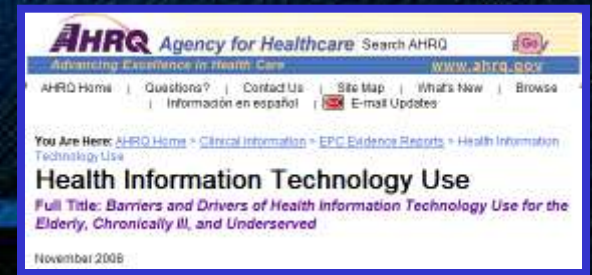 AHRQ Agency for Healthcare Search AHRQ Go
Advancing Excellence in Health Care www.ahrq.gov
AHRQ Home | Questions? | Contact Us | Site Map | What's New | Browse
| Información en español | E-mail Updates
You Are Here: AHRQ Home > Clinical Information > EPC Evidence Reports > Health Information
Technology Use
Health Information Technology Use
Full Title: Barriers and Drivers of Health Information Technology Use for the
Elderly, Chronically Ill, and Underserved
November 2008